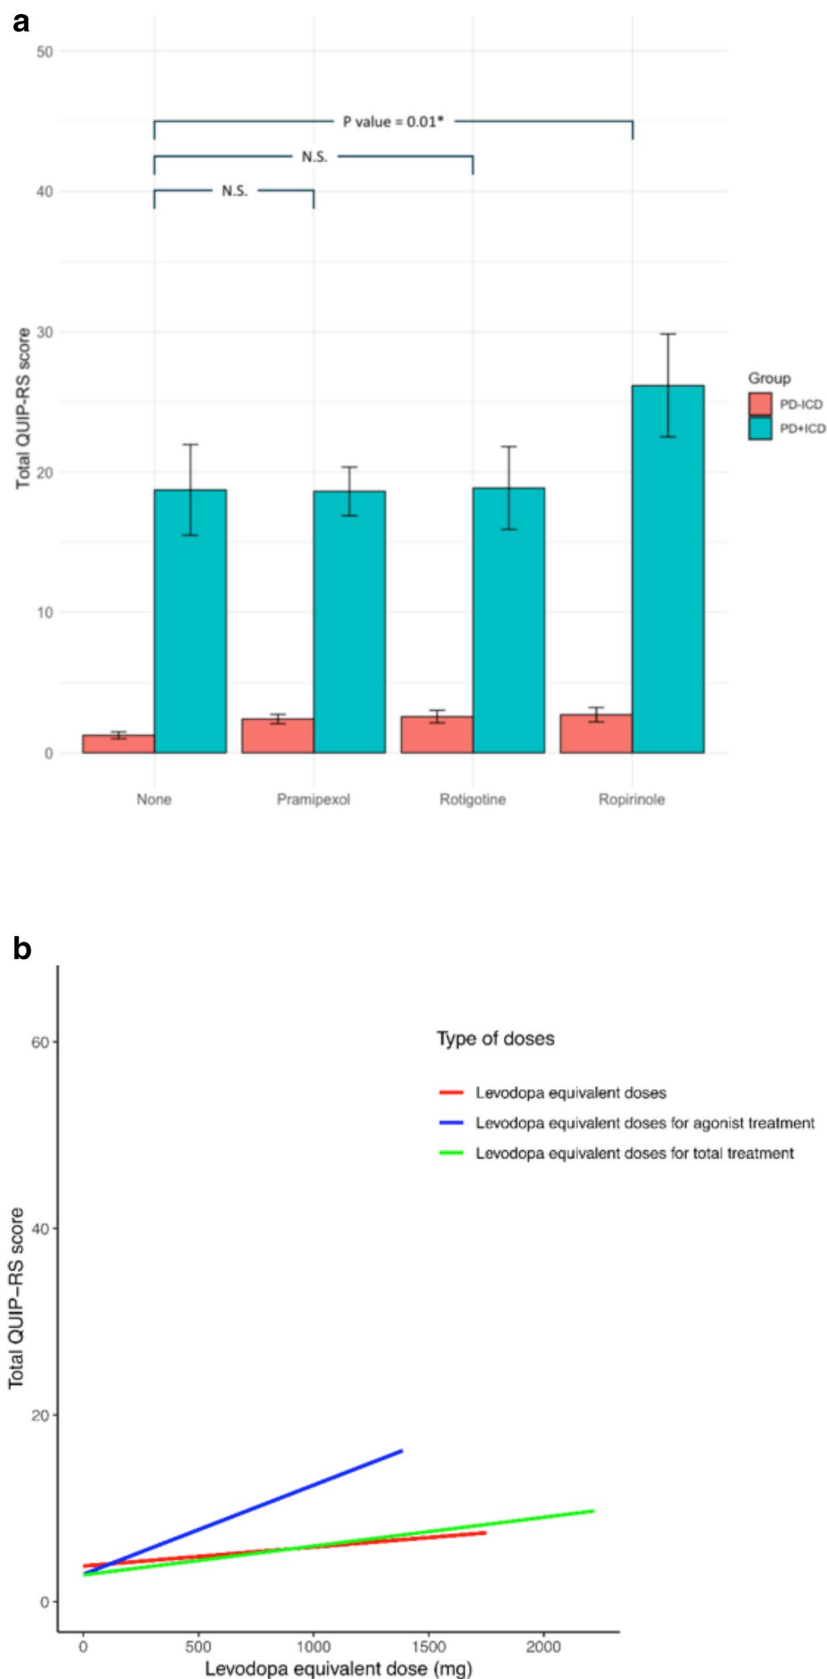 a
50
P value = 0.01*
N.S.
40
N.S.
30
Total QUIP-RS score
Group
PD-ICD
PD+ICD
20
10
0
None Pramipexol Rotigotine Ropirinole
b
60
Type of doses
Levodopa equivalent doses
Levodopa equivalent doses for agonist treatment
Levodopa equivalent doses for total treatment
40
Total QUIP−RS score
20
0
0 500 1000 1500 2000
Levodopa equivalent dose (mg)